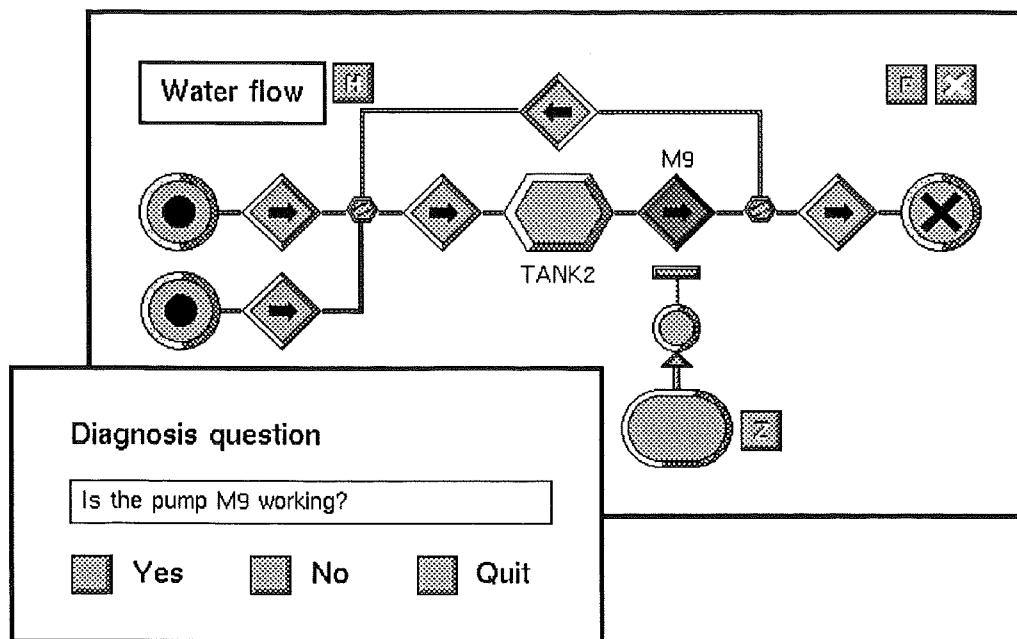 Water flow
H
F
M9
TANK2
Z
Diagnosis question
Is the pump M9 working?
Yes
No
Quit